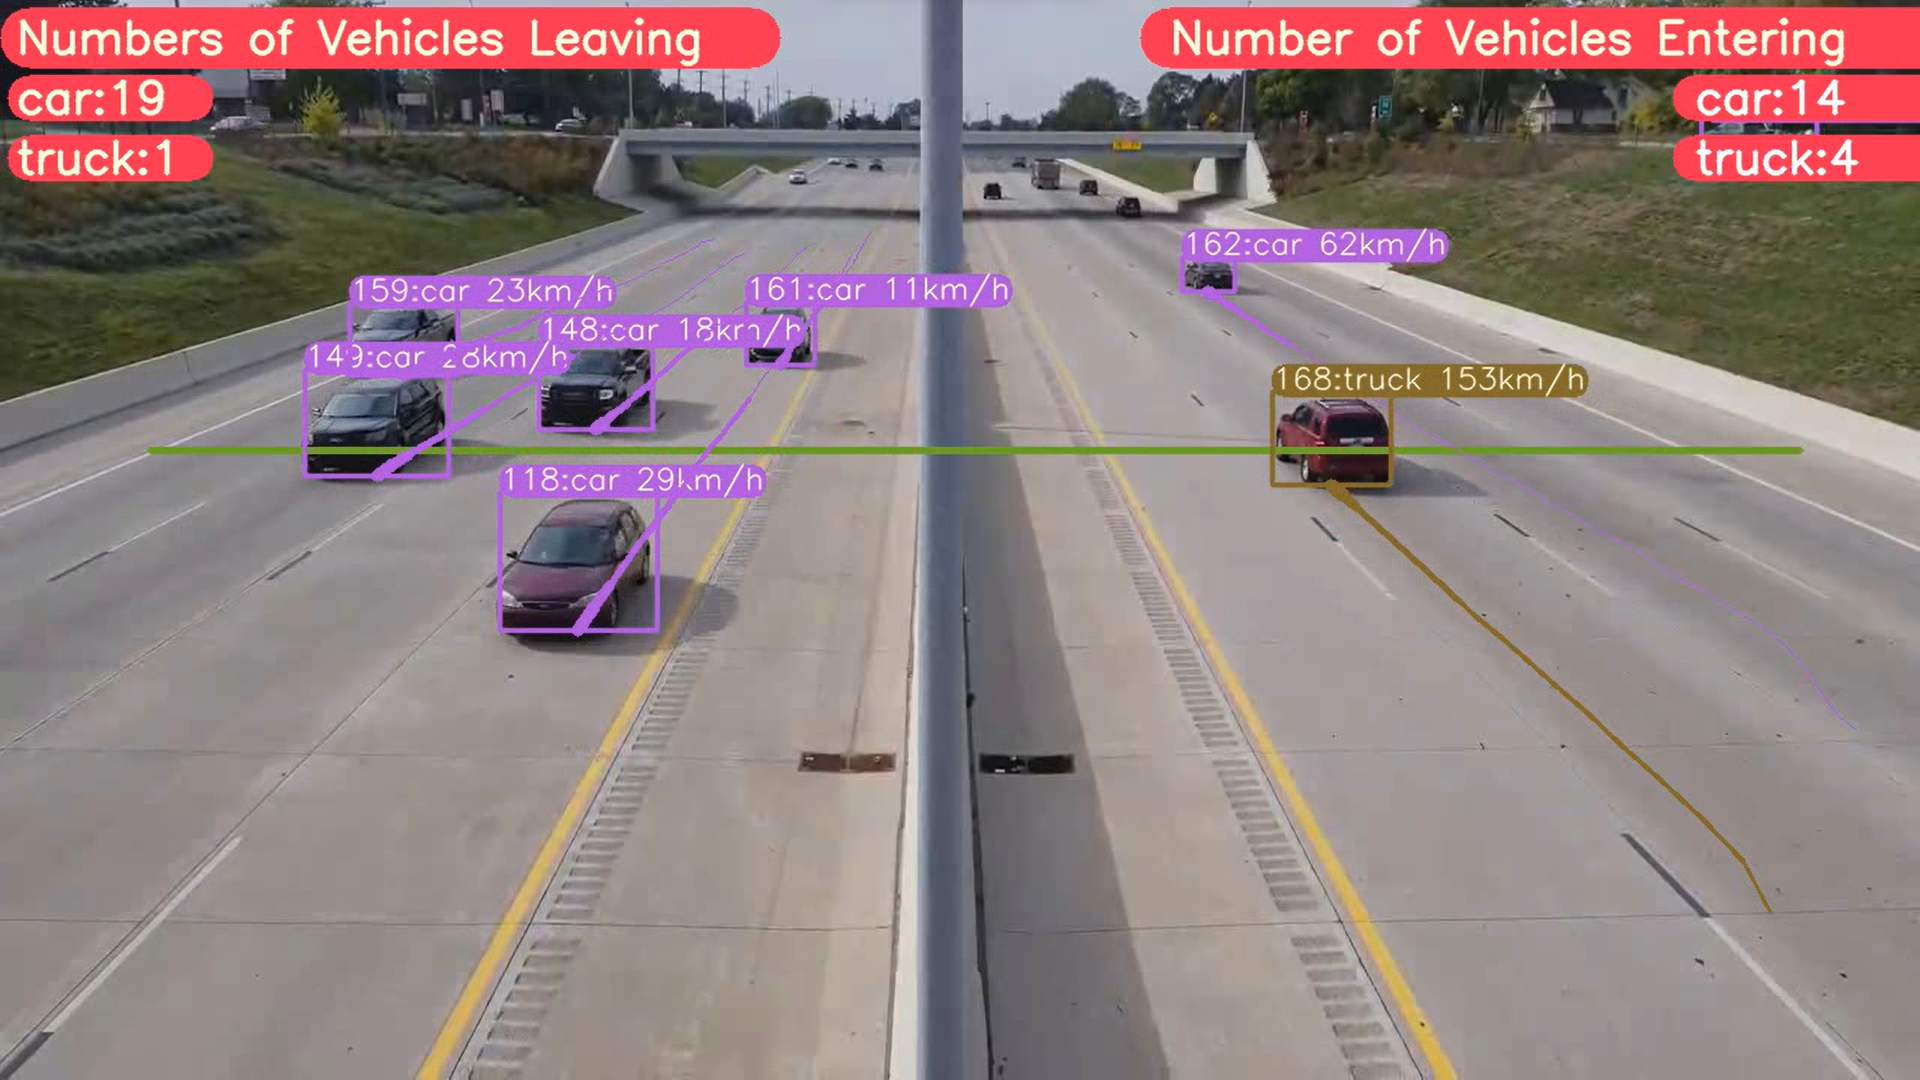 Numbers of Vehicles Leaving
car:19
truck:1
Number of Vehicles Entering
car:14
truck:4
162:car 62km/h
159:car 23km/h
161:car 11km/h
148:car 18km/h
149:car 28km/h
168:truck 153km/h
118:car 29km/h